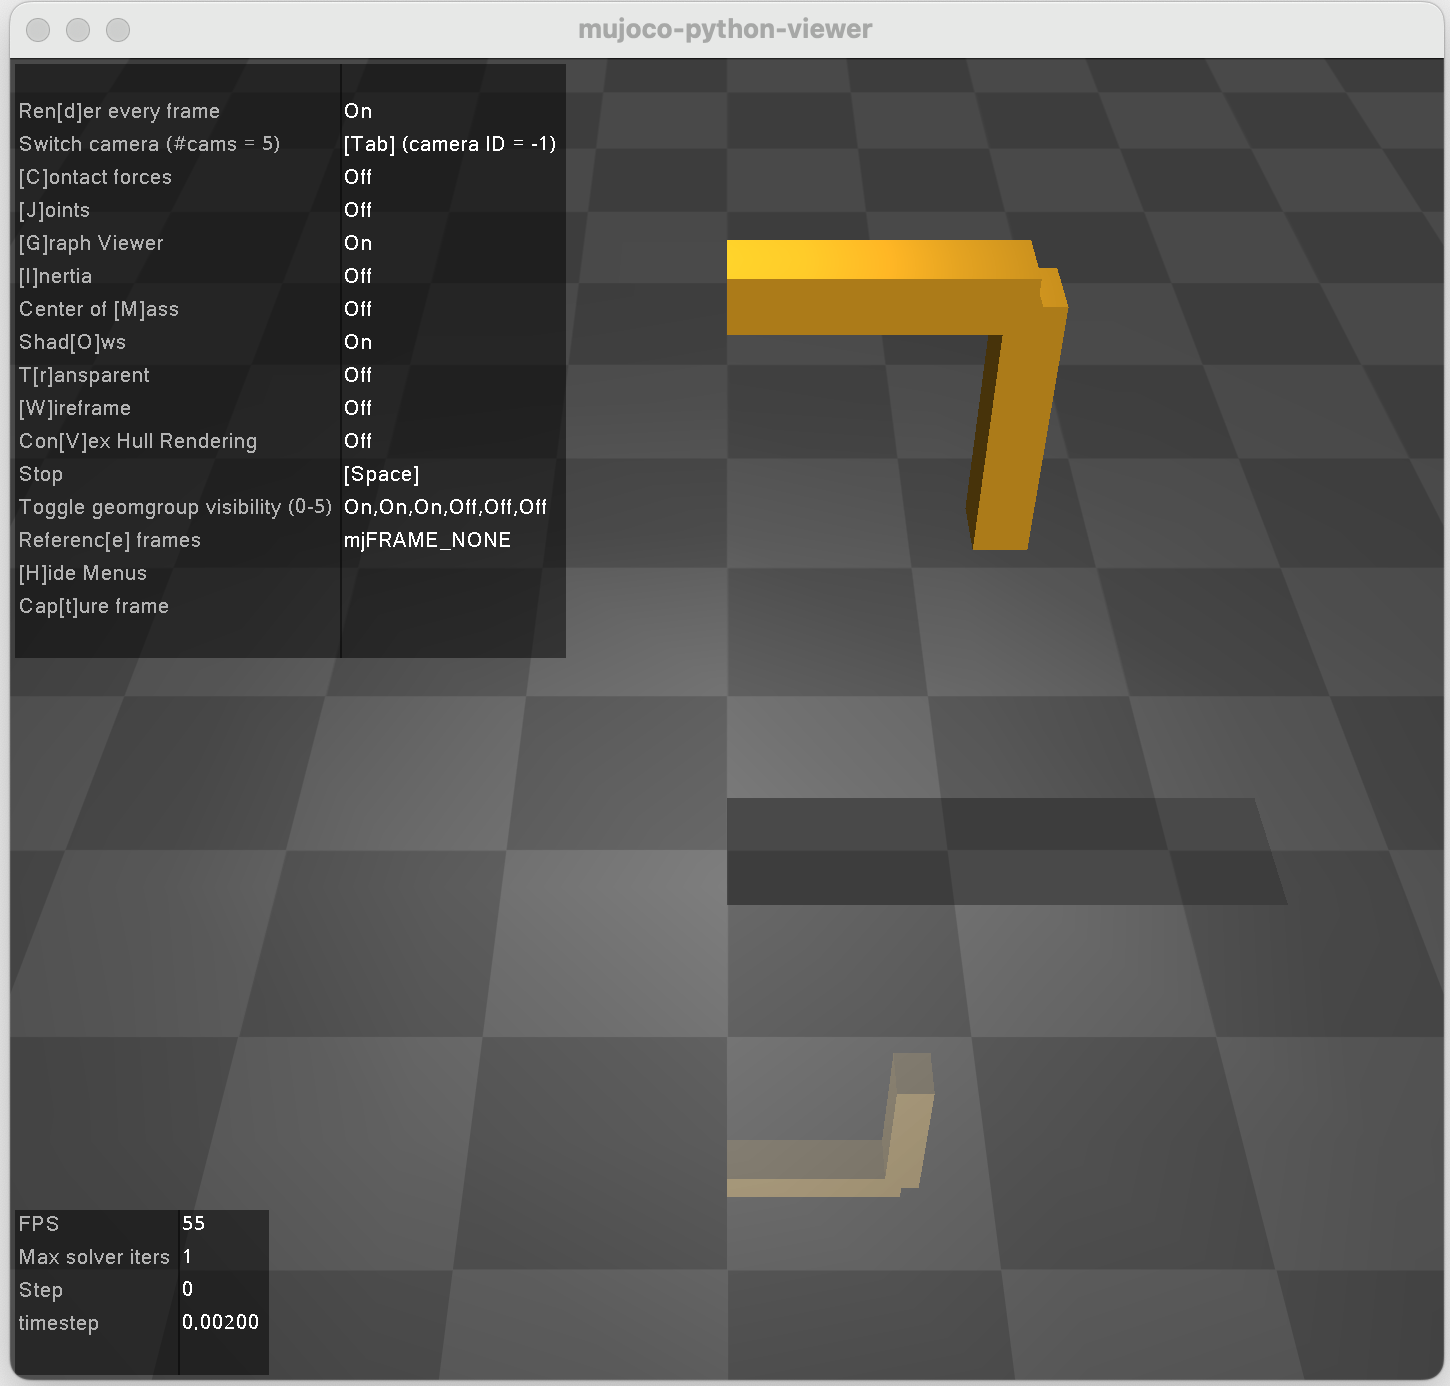 mujoco-python-viewer
Ren[d]er every frame On
Switch camera (#cams = 5) [Tab] (camera ID = -1)
[C]ontact forces Off
[J]oints Off
[G]raph Viewer On
[I]nertia Off
Center of [M]ass Off
Shad[O]ws On
T[r]ansparent Off
[W]ireframe Off
Con[V]ex Hull Rendering Off
Stop [Space]
Toggle geomgroup visibility (0-5) On,On,On,Off,Off,Off
Referenc[e] frames mjFRAME_NONE
[H]ide Menus
Cap[t]ure frame
FPS 55
Max solver iters 1
Step 0
timestep 0.00200